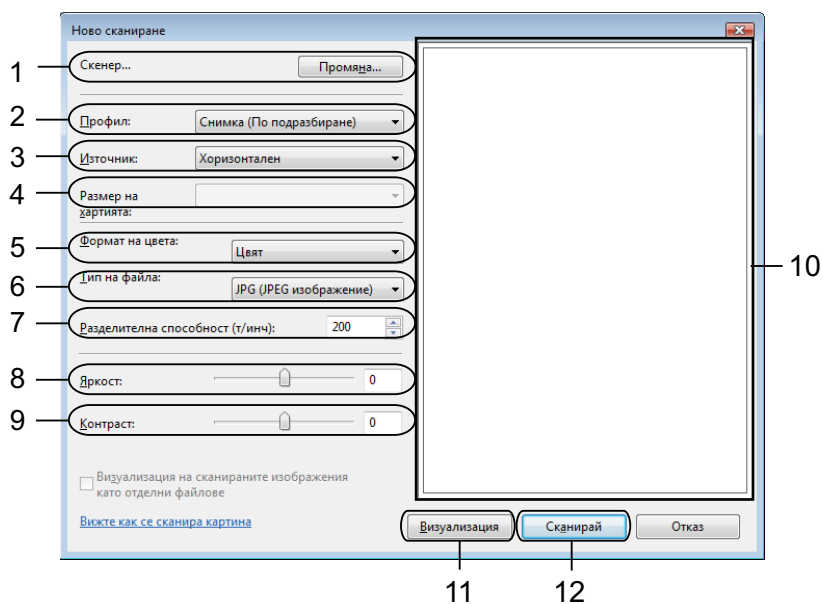 Ново сканиране
1 Скенер... Промяна...
2 Профил: Снимка (По подразбиране)
3 Източник: Хоризонтален
4 Размер на
хартията:
5 Формат на цвета: Цвят
6 Тип на файла: JPG (JPEG изображение)
10
7 Разделителна способност (т/инч): 200
8 Яркост: 0
9 Контраст: 0
Визуализация на сканираните изображения
като отделни файлове
Вижте как се сканира картина
Визуализация Сканирай Отказ
11 12